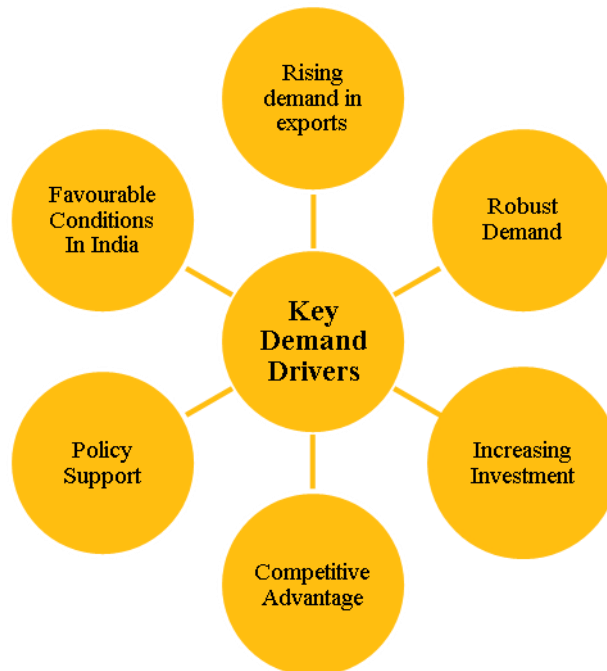 Rising
demand in
exports
Robust
Demand
Increasing
Investment
Competitive
Advantage
Policy
Support
Favourable
Conditions
In India
Key
Demand
Drivers